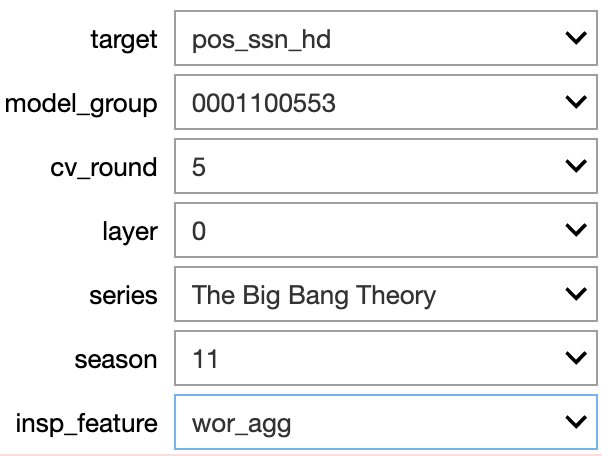 target pos_ssn_hd
model_group 0001100553
cv_round 5
layer 0
series The Big Bang Theory
season 11
insp_feature wor_agg